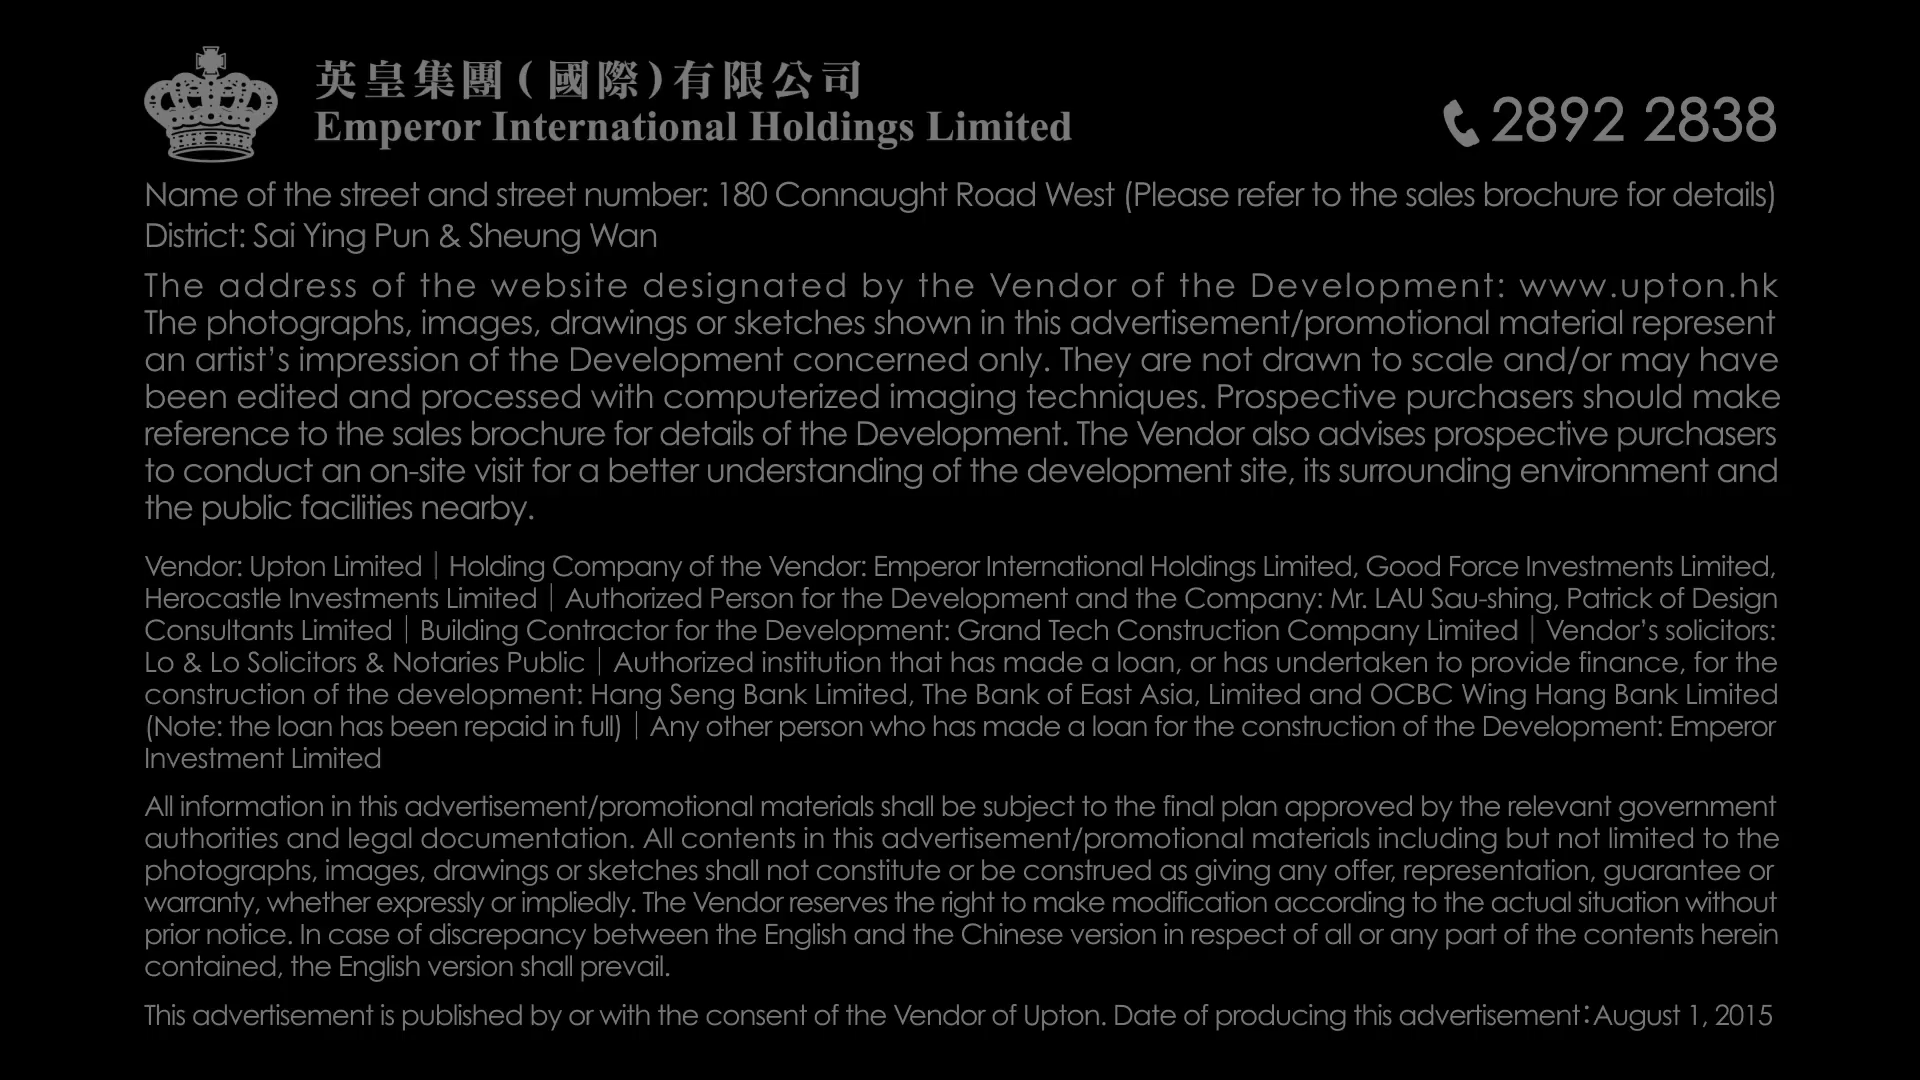 英皇集團(國際)有限公司
Emperor International Holdings Limited
2892 2838
Name of the street and street number: 180 Connaught Road West (Please refer to the sales brochure for details)
District: Sai Ying Pun & Sheung Wan
The address of the website designated by the Vendor of the Development: www.upton.hk
The photographs, images, drawings or sketches shown in this advertisement/promotional material represent
an artist’s impression of the Development concerned only. They are not drawn to scale and/or may have
been edited and processed with computerized imaging techniques. Prospective purchasers should make
reference to the sales brochure for details of the Development. The Vendor also advises prospective purchasers
to conduct an on-site visit for a better understanding of the development site, its surrounding environment and
the public facilities nearby.
Vendor: Upton Limited｜Holding Company of the Vendor: Emperor International Holdings Limited, Good Force Investments Limited,
Herocastle Investments Limited｜Authorized Person for the Development and the Company: Mr. LAU Sau-shing, Patrick of Design
Consultants Limited｜Building Contractor for the Development: Grand Tech Construction Company Limited｜Vendor’s solicitors:
Lo & Lo Solicitors & Notaries Public｜Authorized institution that has made a loan, or has undertaken to provide finance, for the
construction of the development: Hang Seng Bank Limited, The Bank of East Asia, Limited and OCBC Wing Hang Bank Limited
(Note: the loan has been repaid in full)｜Any other person who has made a loan for the construction of the Development: Emperor
Investment Limited
All information in this advertisement/promotional materials shall be subject to the final plan approved by the relevant government
authorities and legal documentation. All contents in this advertisement/promotional materials including but not limited to the
photographs, images, drawings or sketches shall not constitute or be construed as giving any offer, representation, guarantee or
warranty, whether expressly or impliedly. The Vendor reserves the right to make modification according to the actual situation without
prior notice. In case of discrepancy between the English and the Chinese version in respect of all or any part of the contents herein
contained, the English version shall prevail.
This advertisement is published by or with the consent of the Vendor of Upton. Date of producing this advertisement：August 1, 2015